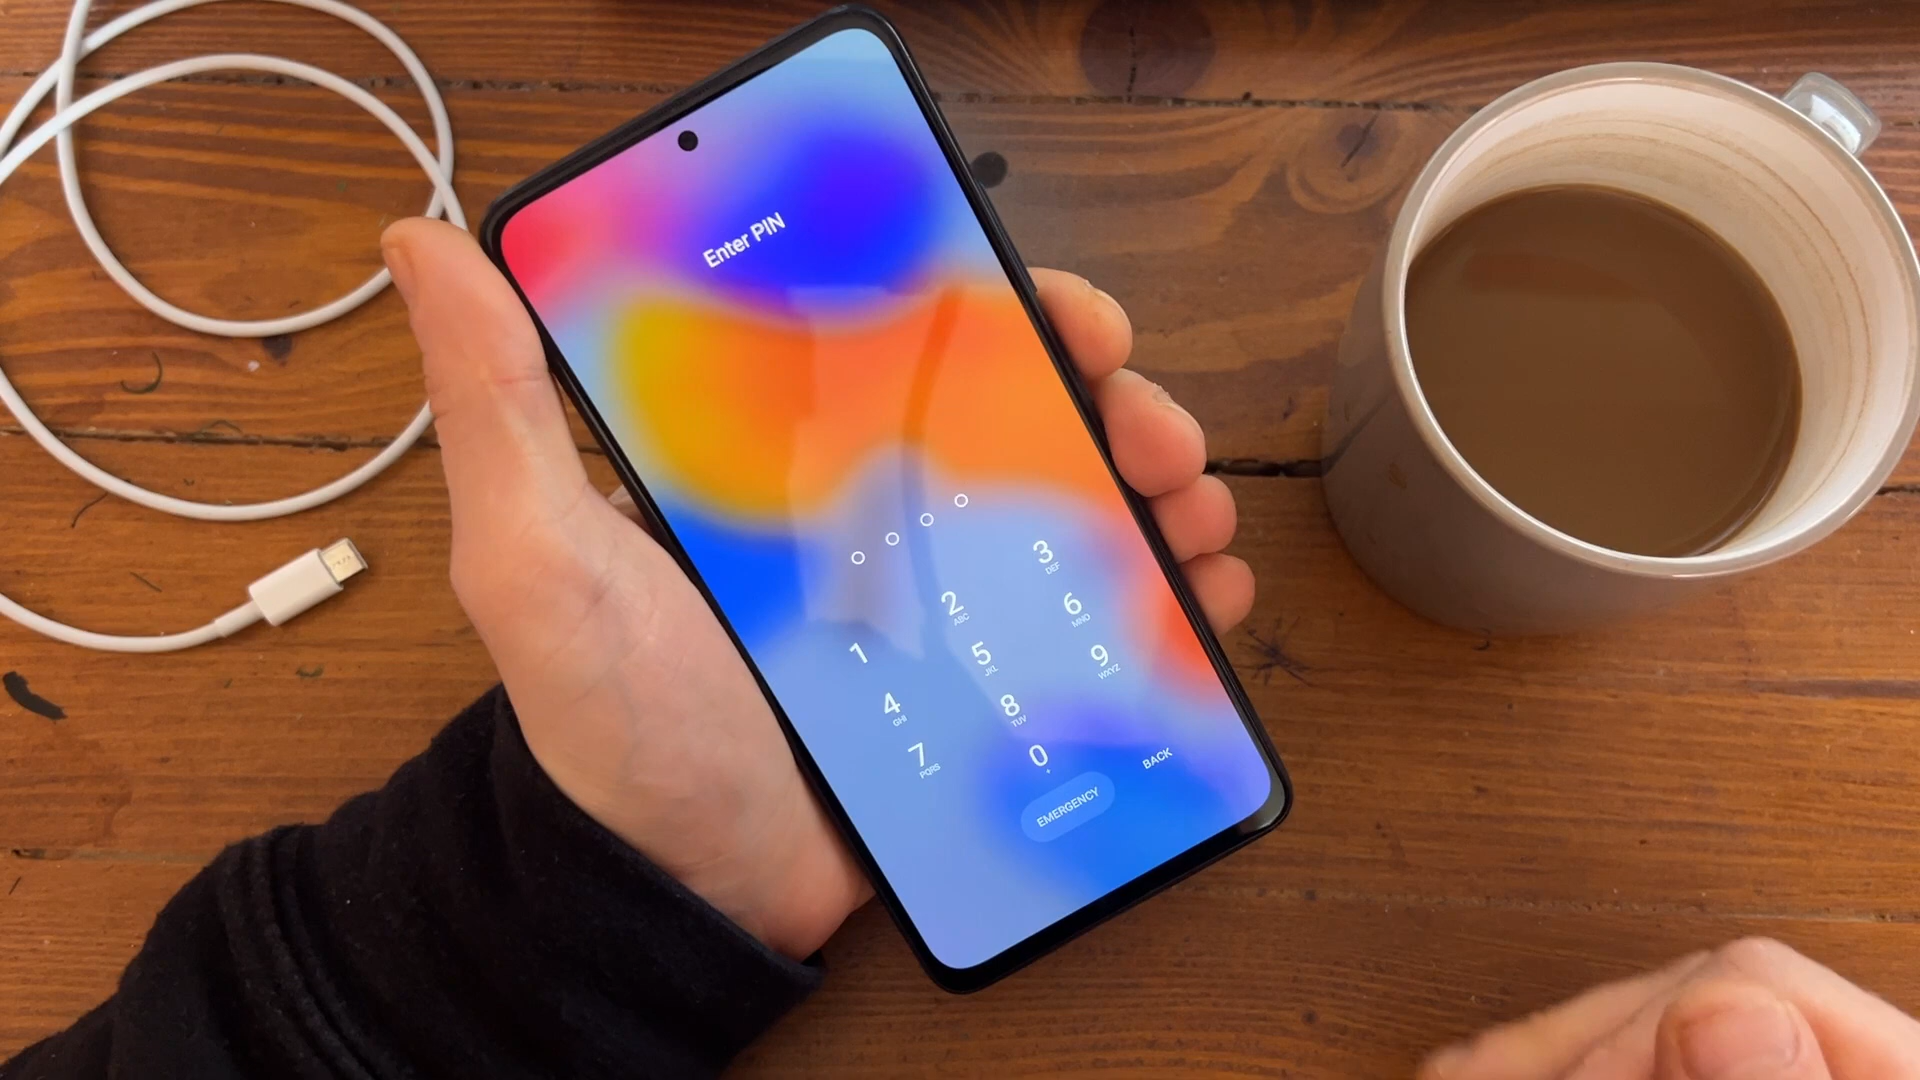 Enter PIN
1
2 ABC
3 DEF
4 GHI
5 JKL
6 MNO
7 PQRS
8 TUV
9 WXYZ
0 +
EMERGENCY
BACK